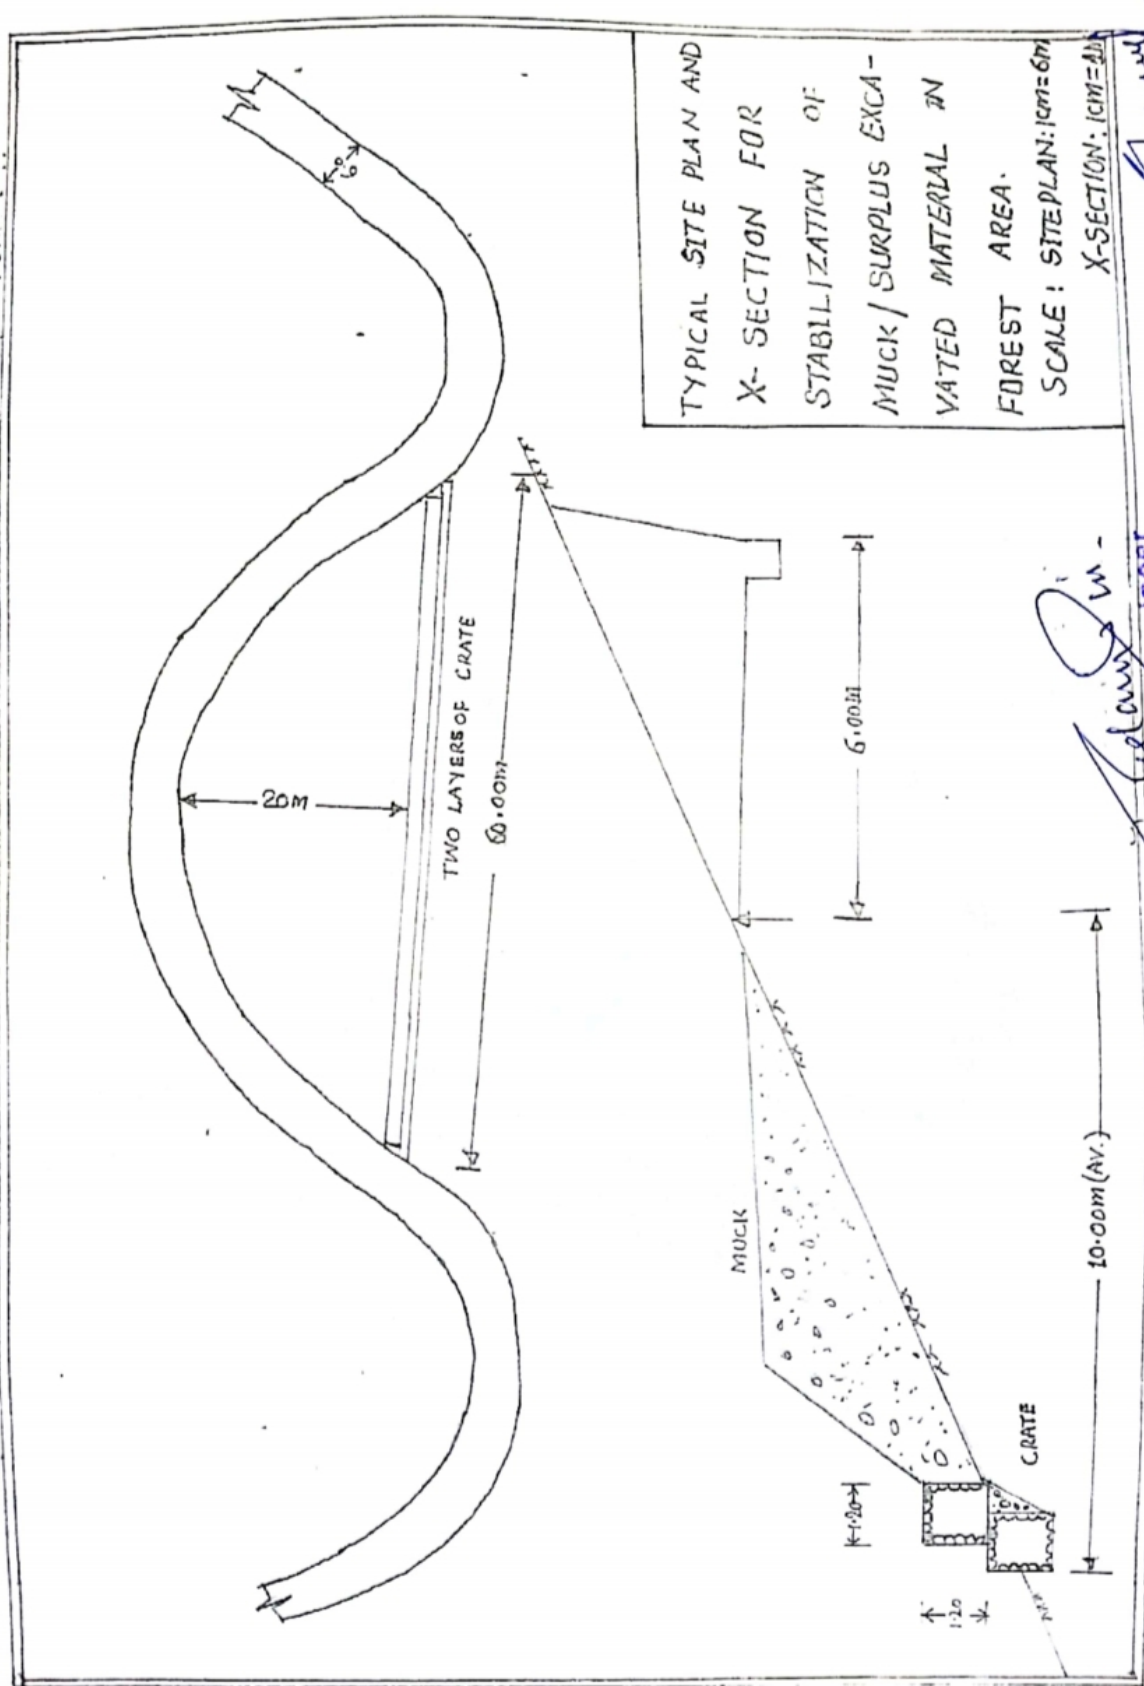 TYPICAL SITE PLAN AND
X- SECTION FOR
STABILIZATION OF
MUCK / SURPLUS EXCA-
VATED MATERIAL IN
FOREST AREA.
SCALE: SITEPLAN:1cm=6m
X-SECTION: 1cm=
20M
TWO LAYERS OF CRATE
60.00m
6.00m
MUCK
10.00m (AV.)
CRATE
1.20
1.20